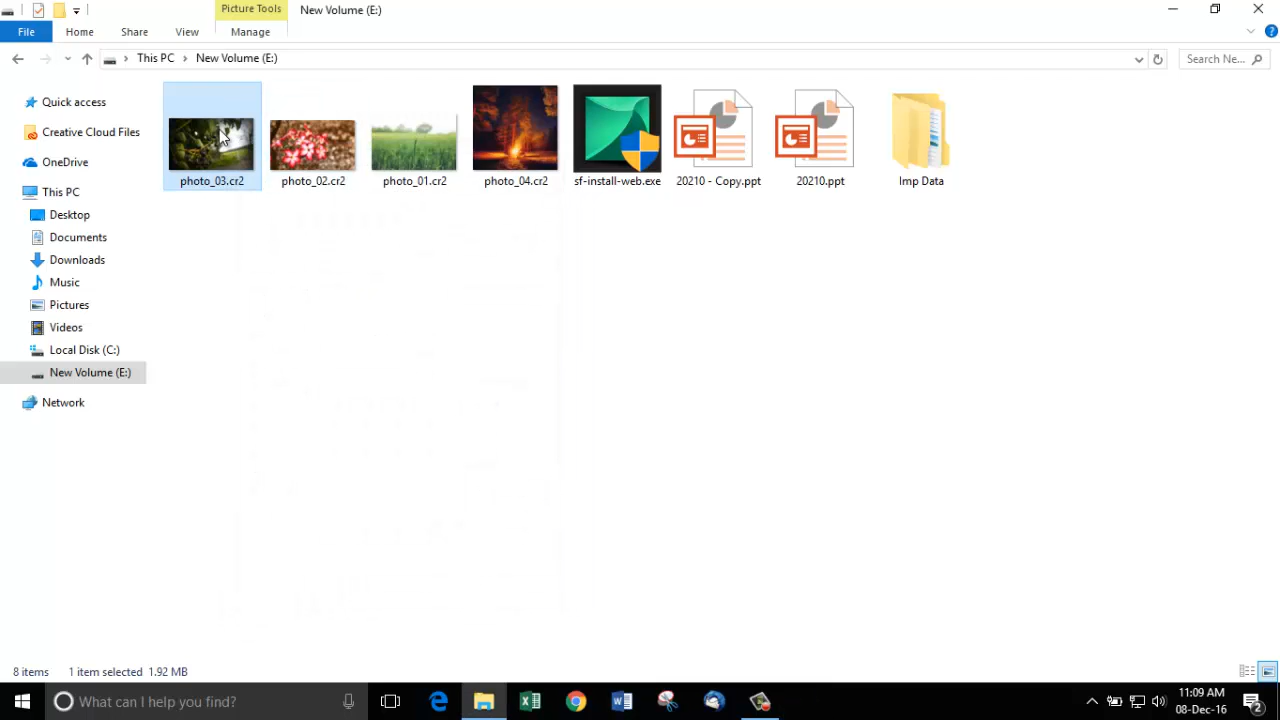 Picture Tools
New Volume (E:)
File
Home
Share
View
Manage
This PC
New Volume (E:)
Search Ne...
Quick access
Creative Cloud Files
OneDrive
This PC
Desktop
Documents
Downloads
Music
Pictures
Videos
Local Disk (C:)
New Volume (E:)
Network
photo_03.cr2
photo_02.cr2
photo_01.cr2
photo_04.cr2
sf-install-web.exe
20210 - Copy.ppt
20210.ppt
Imp Data
8 items
1 item selected 1.92 MB
What can I help you find?
11:09 AM
08-Dec-16
2